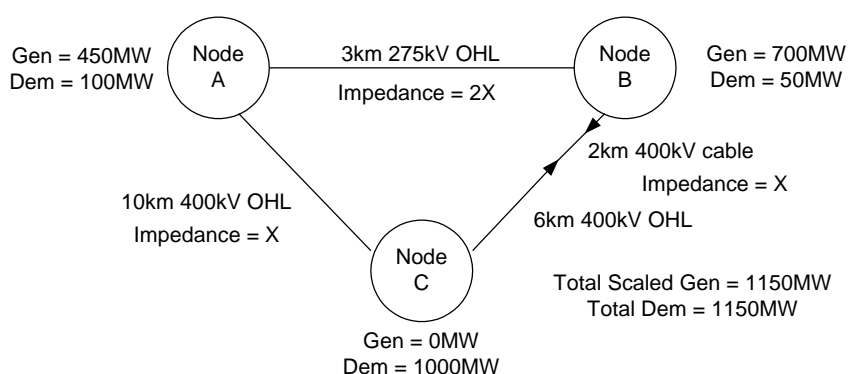 Gen = 450MW
Dem = 100MW
Node
A
3km 275kV OHL
Impedance = 2X
Node
B
Gen = 700MW
Dem = 50MW
2km 400kV cable
Impedance = X
6km 400kV OHL
10km 400kV OHL
Impedance = X
Node
C
Gen = 0MW
Dem = 1000MW
Total Scaled Gen = 1150MW
Total Dem = 1150MW